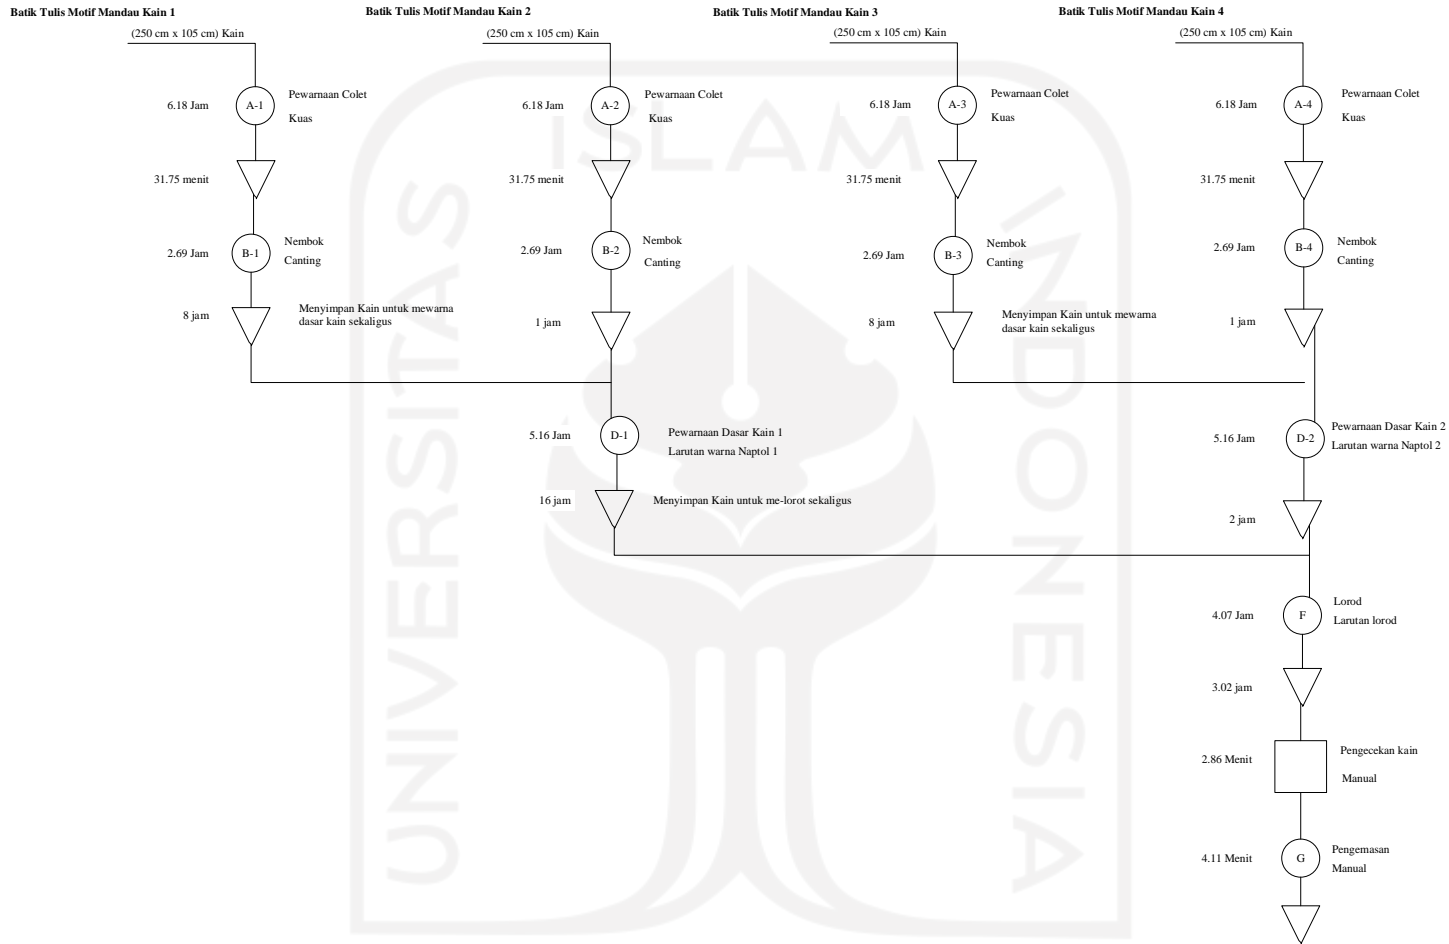 Batik Tulis Motif Mandau Kain 1
Batik Tulis Motif Mandau Kain 2
Batik Tulis Motif Mandau Kain 3
Batik Tulis Motif Mandau Kain 4
(250 cm x 105 cm) Kain
(250 cm x 105 cm) Kain
(250 cm x 105 cm) Kain
(250 cm x 105 cm) Kain
6.18 Jam
A-1
Pewarnaan Colet
Kuas
6.18 Jam
A-2
Pewarnaan Colet
Kuas
6.18 Jam
A-3
Pewarnaan Colet
Kuas
6.18 Jam
A-4
Pewarnaan Colet
Kuas
31.75 menit
31.75 menit
31.75 menit
31.75 menit
2.69 Jam
B-1
Nembok
Canting
2.69 Jam
B-2
Nembok
Canting
2.69 Jam
B-3
Nembok
Canting
2.69 Jam
B-4
Nembok
Canting
8 jam
Menyimpan Kain untuk mewarna
dasar kain sekaligus
1 jam
8 jam
Menyimpan Kain untuk mewarna
dasar kain sekaligus
1 jam
5.16 Jam
D-1
Pewarnaan Dasar Kain 1
Larutan warna Naptol 1
5.16 Jam
D-2
Pewarnaan Dasar Kain 2
Larutan warna Naptol 2
16 jam
Menyimpan Kain untuk me-lorot sekaligus
2 jam
4.07 Jam
F
Lorod
Larutan lorod
3.02 jam
2.86 Menit
Pengecekan kain
Manual
4.11 Menit
G
Pengemasan
Manual
UNIVERSITAS
ISLAM
INDONESIA